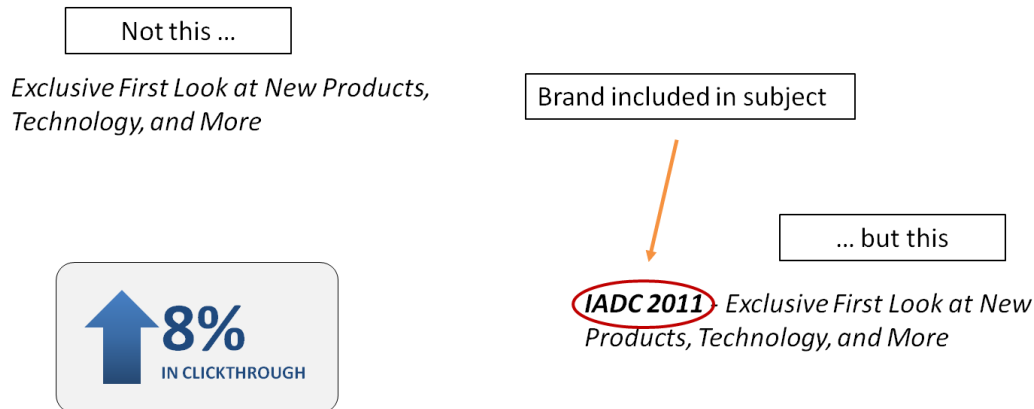 Not this …
Exclusive First Look at New Products,
Technology, and More
Brand included in subject
… but this
IADC 2011 - Exclusive First Look at New
Products, Technology, and More
8%
IN CLICKTHROUGH